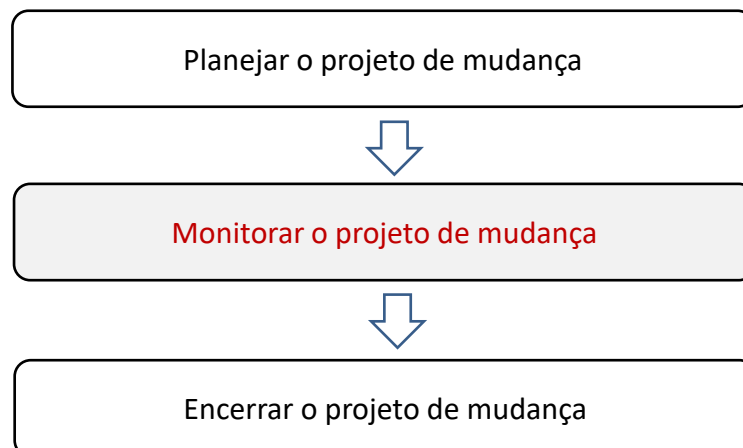 Planejar o projeto de mudança
Monitorar o projeto de mudança
Encerrar o projeto de mudança